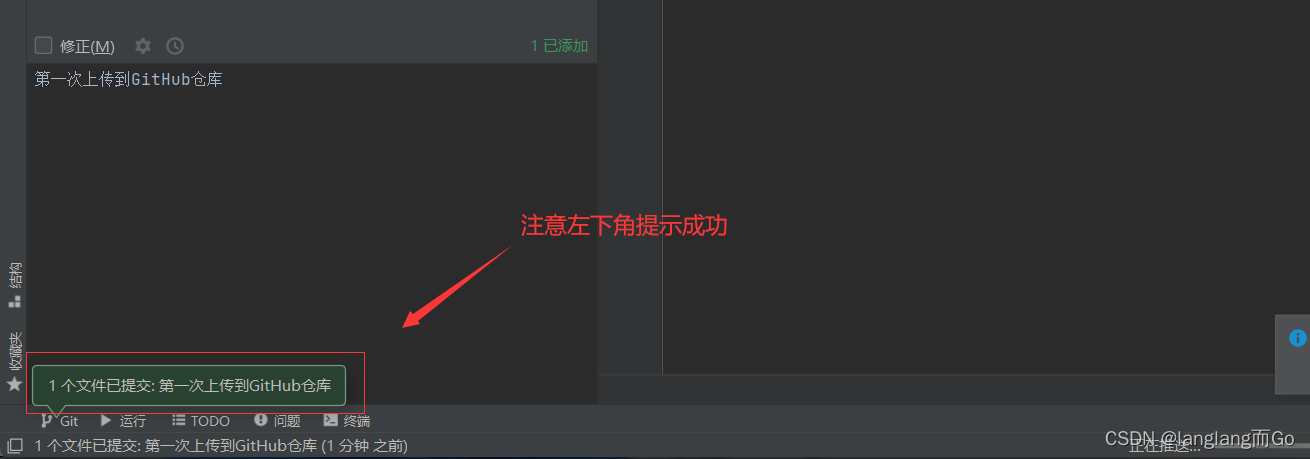 修正(M)
1 已添加
第一次上传到GitHub仓库
注意左下角提示成功
结构
收藏夹
1 个文件已提交: 第一次上传到GitHub仓库
Git
运行
TODO
问题
终端
1 个文件已提交: 第一次上传到GitHub仓库 (1 分钟 之前)
正在推送...
CSDN @langlang而Go